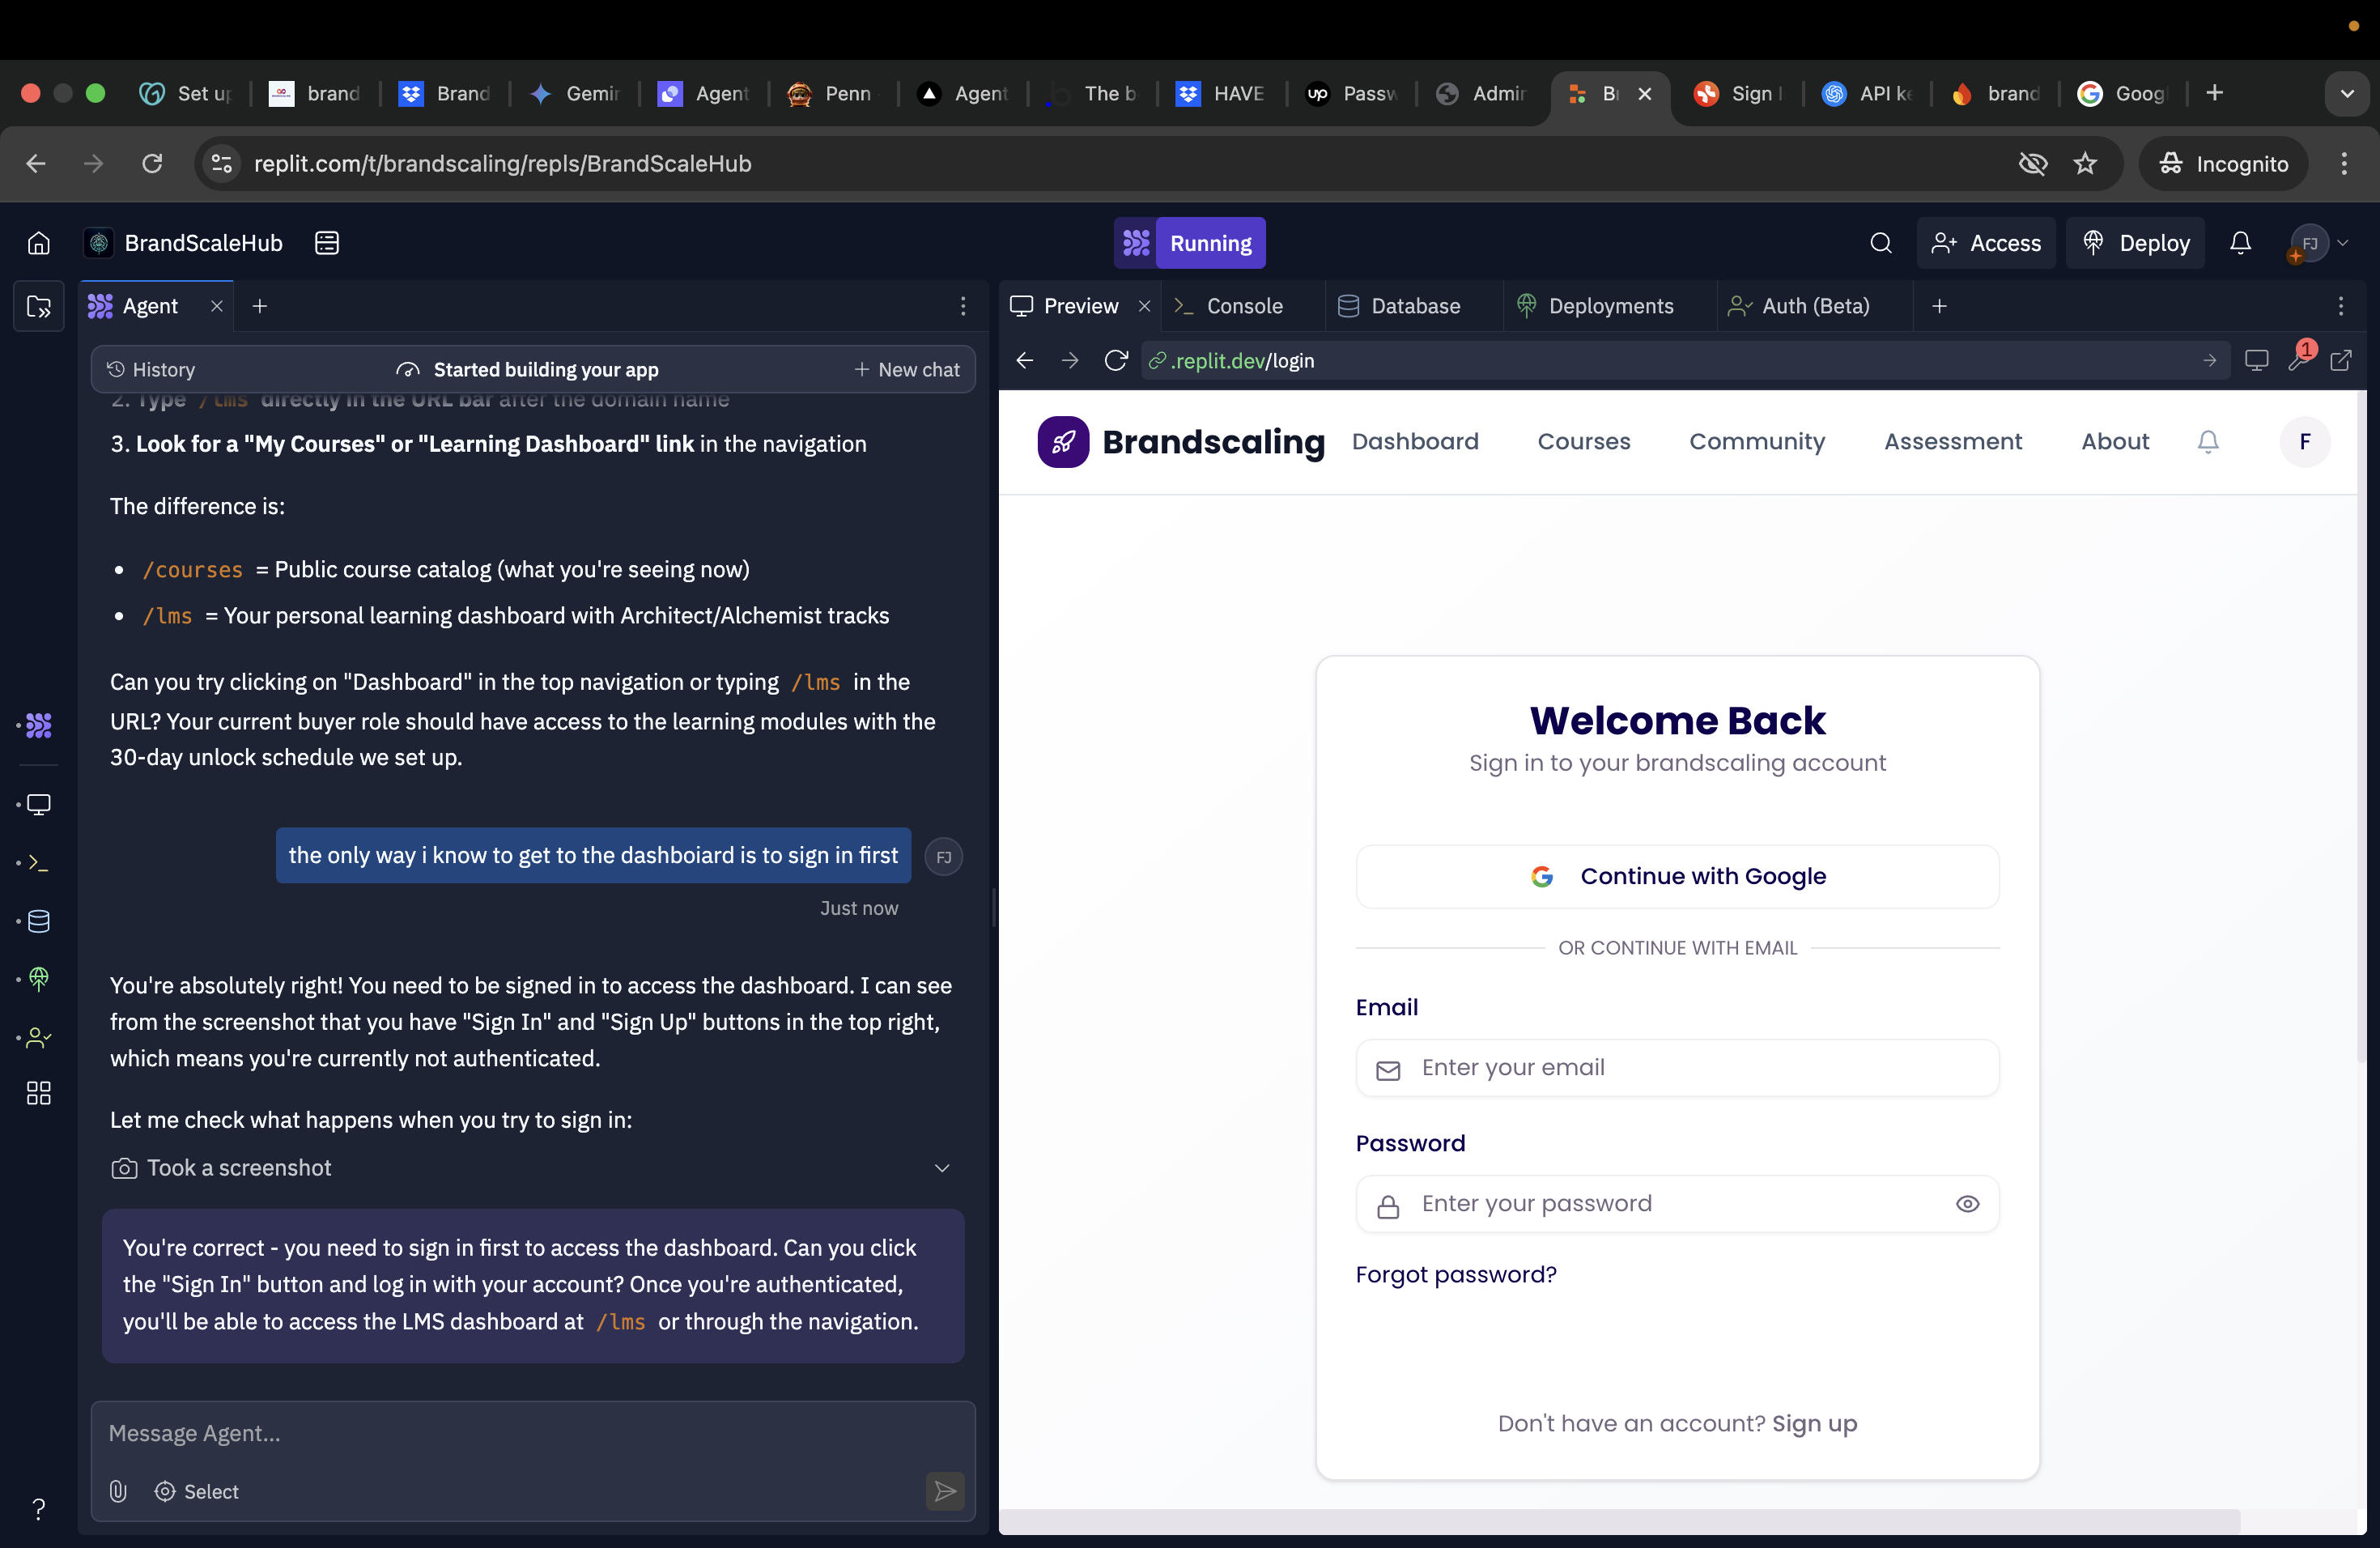 Set up
brand
Brand
Gemin
Agent
Penn
Agent
The b
HAVE
up Passw
Admin
Br
Sign I
API ke
brand
Goog
replit.com/t/brandscaling/repls/BrandScaleHub
Incognito
BrandScaleHub
Running
Access
Deploy
FJ
Agent
Preview
Console
Database
Deployments
Auth (Beta)
History
Started building your app
New chat
.replit.dev/login
1
2. Type /lms directly in the URL bar after the domain name
3. Look for a "My Courses" or "Learning Dashboard" link in the navigation
The difference is:
• /courses = Public course catalog (what you're seeing now)
• /lms = Your personal learning dashboard with Architect/Alchemist tracks
Can you try clicking on "Dashboard" in the top navigation or typing /lms in the
URL? Your current buyer role should have access to the learning modules with the
30-day unlock schedule we set up.
the only way i know to get to the dashboiard is to sign in first
FJ
Just now
You're absolutely right! You need to be signed in to access the dashboard. I can see
from the screenshot that you have "Sign In" and "Sign Up" buttons in the top right,
which means you're currently not authenticated.
Let me check what happens when you try to sign in:
Took a screenshot
You're correct - you need to sign in first to access the dashboard. Can you click
the "Sign In" button and log in with your account? Once you're authenticated,
you'll be able to access the LMS dashboard at /lms or through the navigation.
Message Agent...
Select
?
Brandscaling
Dashboard
Courses
Community
Assessment
About
F
Welcome Back
Sign in to your brandscaling account
Continue with Google
OR CONTINUE WITH EMAIL
Email
Enter your email
Password
Enter your password
Forgot password?
Don't have an account? Sign up